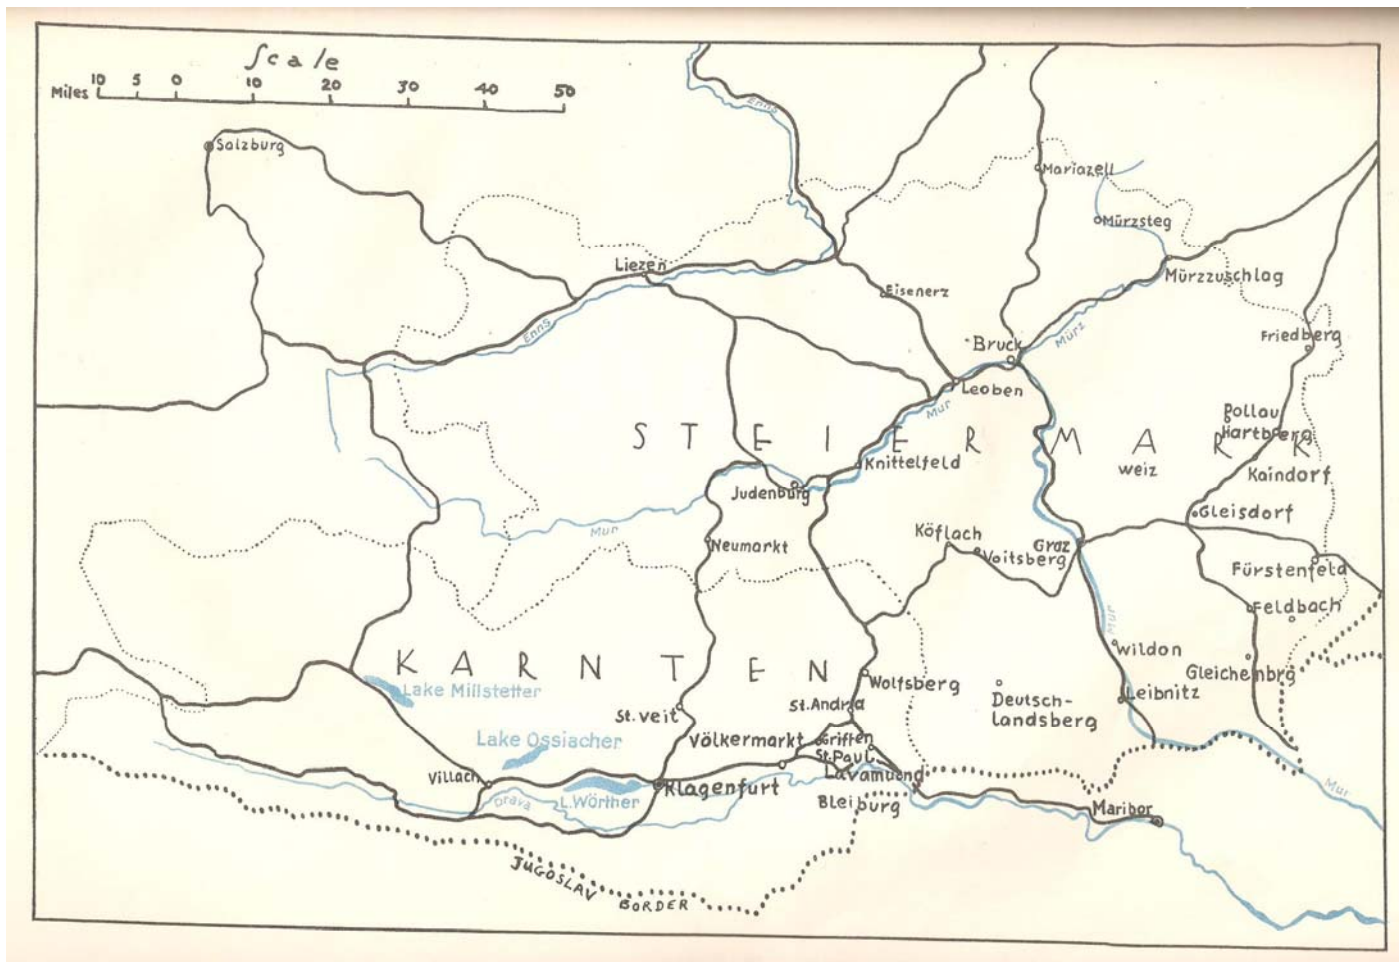 Scale
Miles 10 5 0 10 20 30 40 50
Salzburg
Enns
Mariazell
Mürzsteg
Liezen
Mürzzuschlag
Eisenerz
Enns
Mürz
Friedberg
Bruck
Leoben
Mur
Pollau
Hartberg
STEIERMARK
Knittelfeld
Weiz
Kaindorf
Judenburg
Gleisdorf
Mur
Neumarkt
Köflach
Voitsberg
Graz
Fürstenfeld
Feldbach
Mur
Wildon
KARNTEN
Gleichenbrg
Lake Millstetter
Wolfsberg
Deutsch-
landsberg
Leibnitz
St. Veit
St. Andrä
Lake Ossiacher
Völkermarkt
Griffen
St. Paul
Villach
Klagenfurt
Lavamuend
L. Wörther
Drava
Bleiburg
Maribor
Mur
JUGOSLAV BORDER